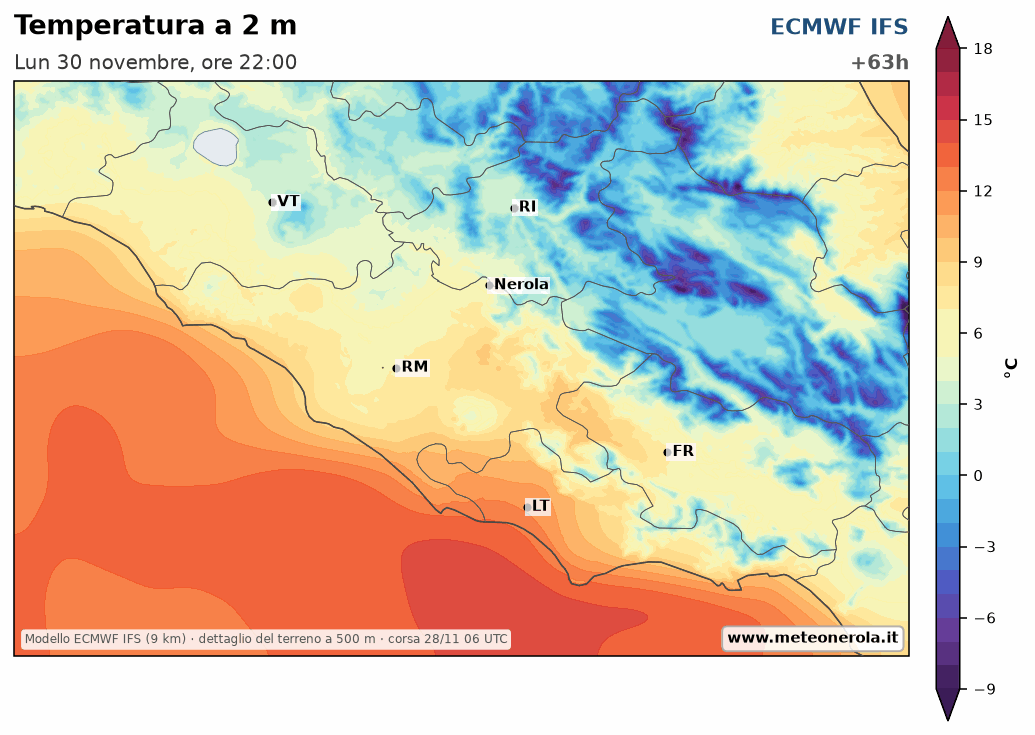 Temperatura a 2 m
ECMWF IFS
Lun 30 novembre, ore 22:00
+63h
VT
RI
Nerola
RM
FR
LT
Modello ECMWF IFS (9 km) · dettaglio del terreno a 500 m · corsa 28/11 06 UTC
www.meteonerola.it
18
15
12
9
6
3
0
−3
−6
−9
°C